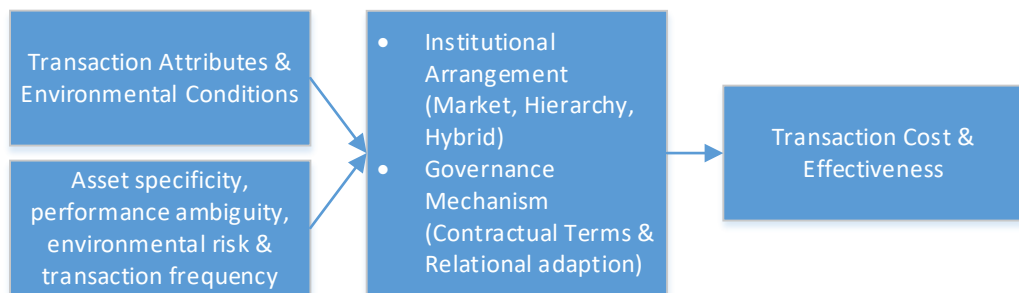 Transaction Attributes &
Environmental Conditions
Asset specificity,
performance ambiguity,
environmental risk &
transaction frequency
• Institutional
Arrangement
(Market, Hierarchy,
Hybrid)
• Governance
Mechanism
(Contractual Terms &
Relational adaption)
Transaction Cost &
Effectiveness